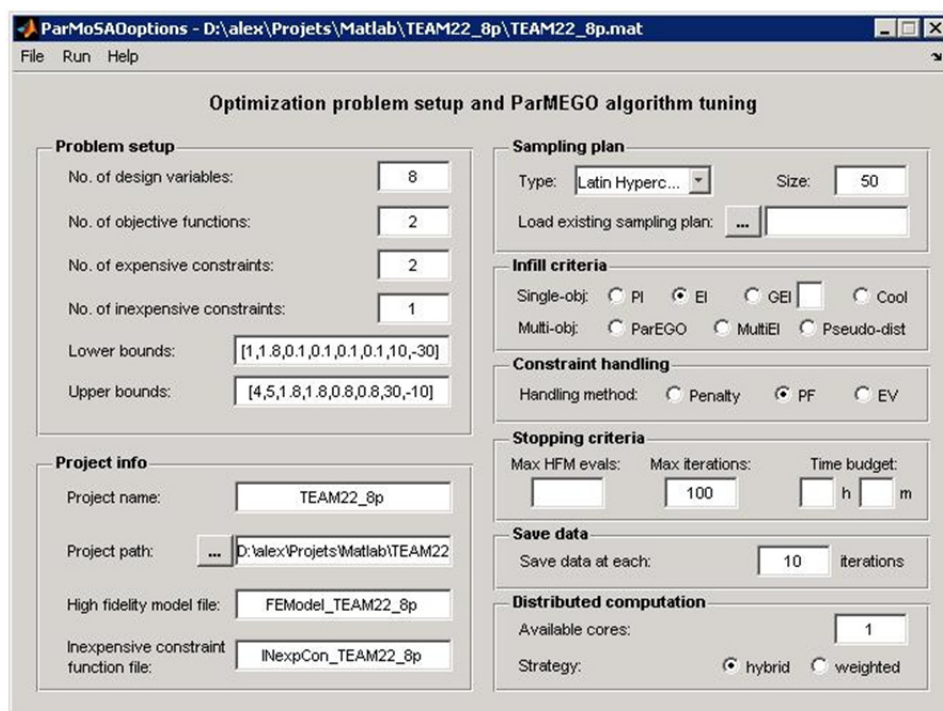 ParMoSAOoptions - D:\alex\Projets\Matlab\TEAM22_8p\TEAM22_8p.mat
File Run Help
Optimization problem setup and ParMEGO algorithm tuning
Problem setup
No. of design variables: 8
No. of objective functions: 2
No. of expensive constraints: 2
No. of inexpensive constraints: 1
Lower bounds: [1,1.8,0.1,0.1,0.1,0.1,10,-30]
Upper bounds: [4,5,1.8,1.8,0.8,0.8,30,-10]
Project info
Project name: TEAM22_8p
Project path: ... D:\alex\Projets\Matlab\TEAM22
High fidelity model file: FEModel_TEAM22_8p
Inexpensive constraint
function file: INexpCon_TEAM22_8p
Sampling plan
Type: Latin Hyperc... Size: 50
Load existing sampling plan: ...
Infill criteria
Single-obj: PI EI GEI Cool
Multi-obj: ParEGO MultiEI Pseudo-dist
Constraint handling
Handling method: Penalty PF EV
Stopping criteria
Max HFM evals: Max iterations: Time budget:
100 h m
Save data
Save data at each: 10 iterations
Distributed computation
Available cores: 1
Strategy: hybrid weighted